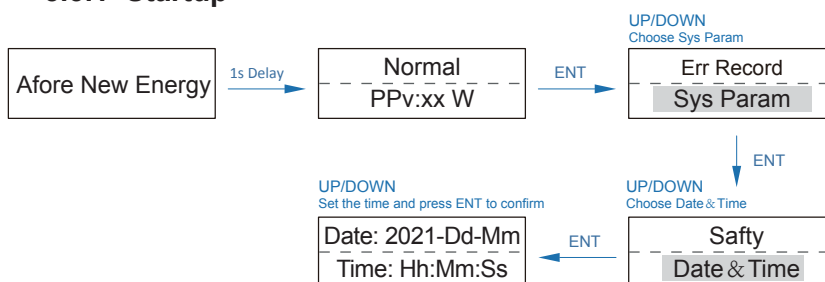 Startup
UP/DOWN
Choose Sys Param
Afore New Energy
1s Delay
Normal
PPv:xx W
ENT
Err Record
Sys Param
ENT
UP/DOWN
Set the time and press ENT to confirm
UP/DOWN
Choose Date&Time
Date: 2021-Dd-Mm
Time: Hh:Mm:Ss
ENT
Safty
Date & Time